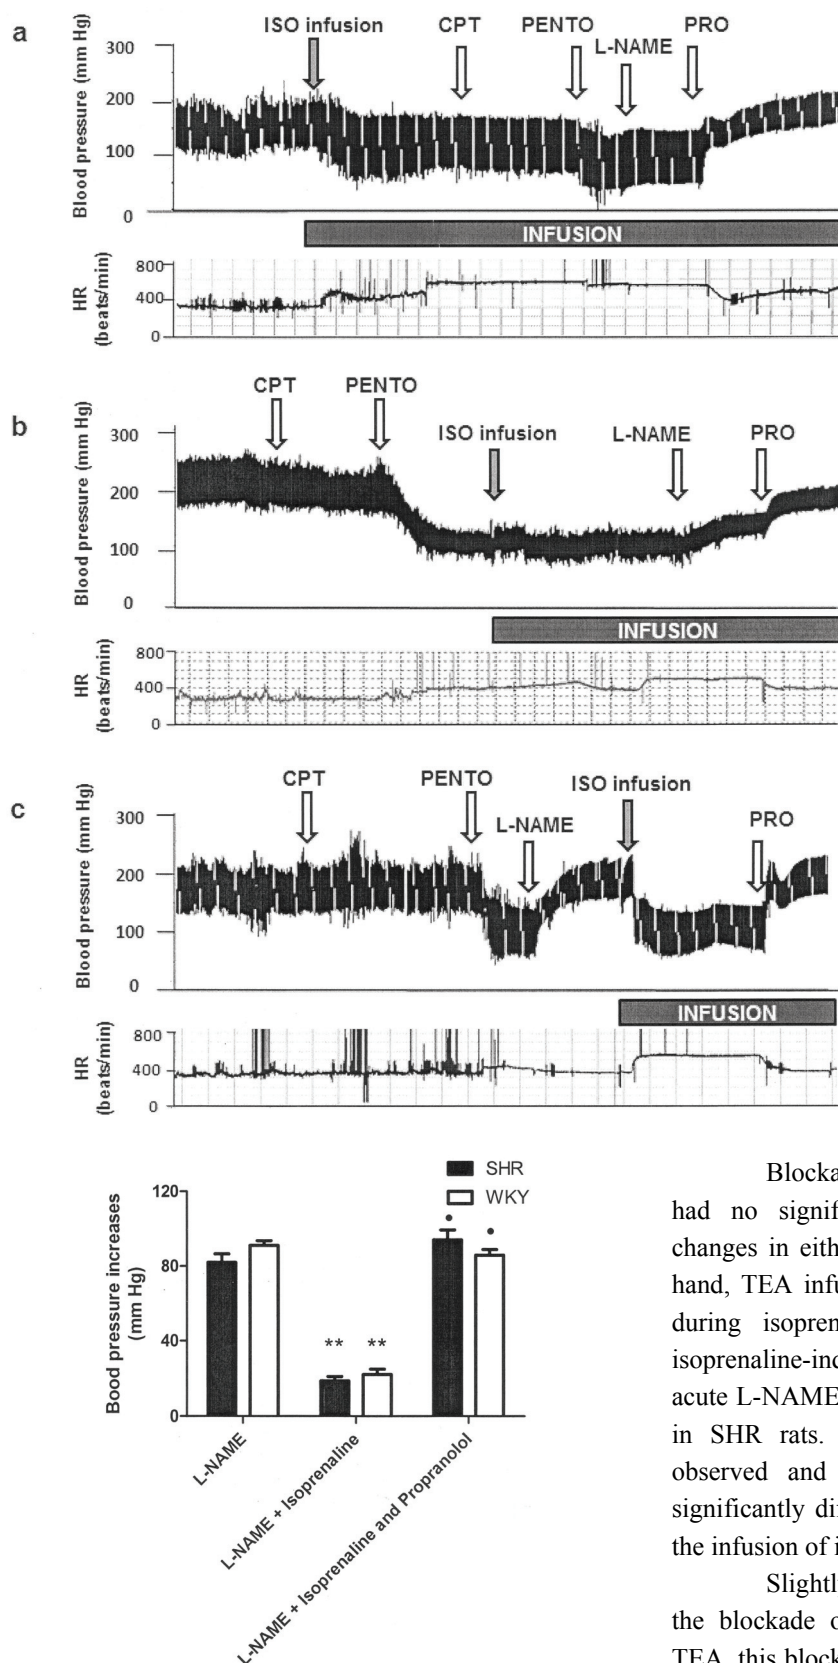 a
ISO infusion CPT PENTO PRO
L-NAME
Blood pressure (mm Hg)
300
200
100
0
INFUSION
HR (beats/min)
800
400
0
b
CPT PENTO
ISO infusion L-NAME PRO
Blood pressure (mm Hg)
300
200
100
0
INFUSION
HR (beats/min)
800
400
0
c
CPT PENTO ISO infusion
L-NAME PRO
Blood pressure (mm Hg)
300
200
100
0
INFUSION
HR (beats/min)
800
400
0
SHR
WKY
Bood pressure increases (mm Hg)
120
80
40
0
** **
L-NAME
L-NAME + Isoprenaline
L-NAME + Isoprenaline and Propranolol
Blocka
had no signif
changes in eith
hand, TEA infu
during isopren
isoprenaline-ind
acute L-NAME
in SHR rats.
observed and
significantly dif
the infusion of i
Slightl
the blockade o
TEA, this block